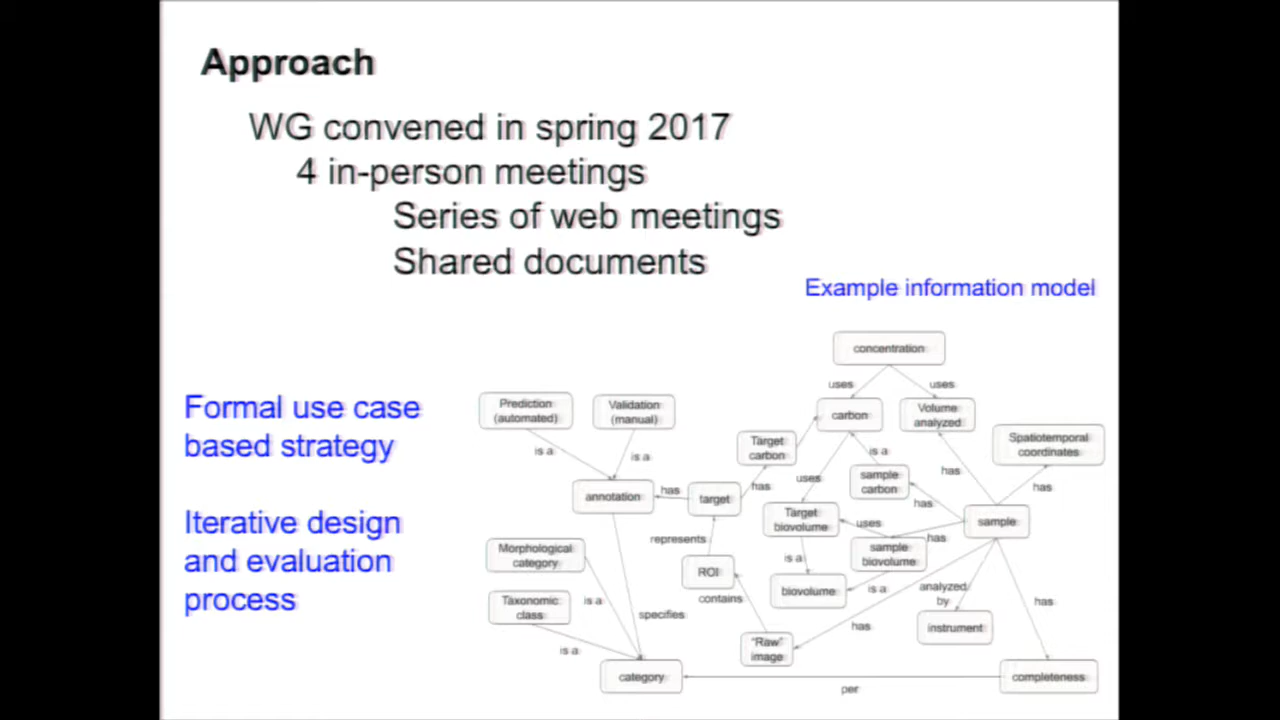 Approach
WG convened in spring 2017
4 in-person meetings
Series of web meetings
Shared documents
Example information model
Formal use case
based strategy
Iterative design
and evaluation
process
concentration
uses
uses
carbon
Volume
analyzed
Prediction
(automated)
Validation
(manual)
is a
is a
Target
carbon
is a
Spatiotemporal
coordinates
annotation
has
target
has
uses
sample
carbon
has
has
has
sample
Target
biovolume
uses
has
represents
sample
biovolume
is a
Morphological
category
ROI
contains
biovolume
is a
analyzed
by
has
Taxonomic
class
is a
specifies
has
instrument
"Raw"
image
is a
category
per
completeness